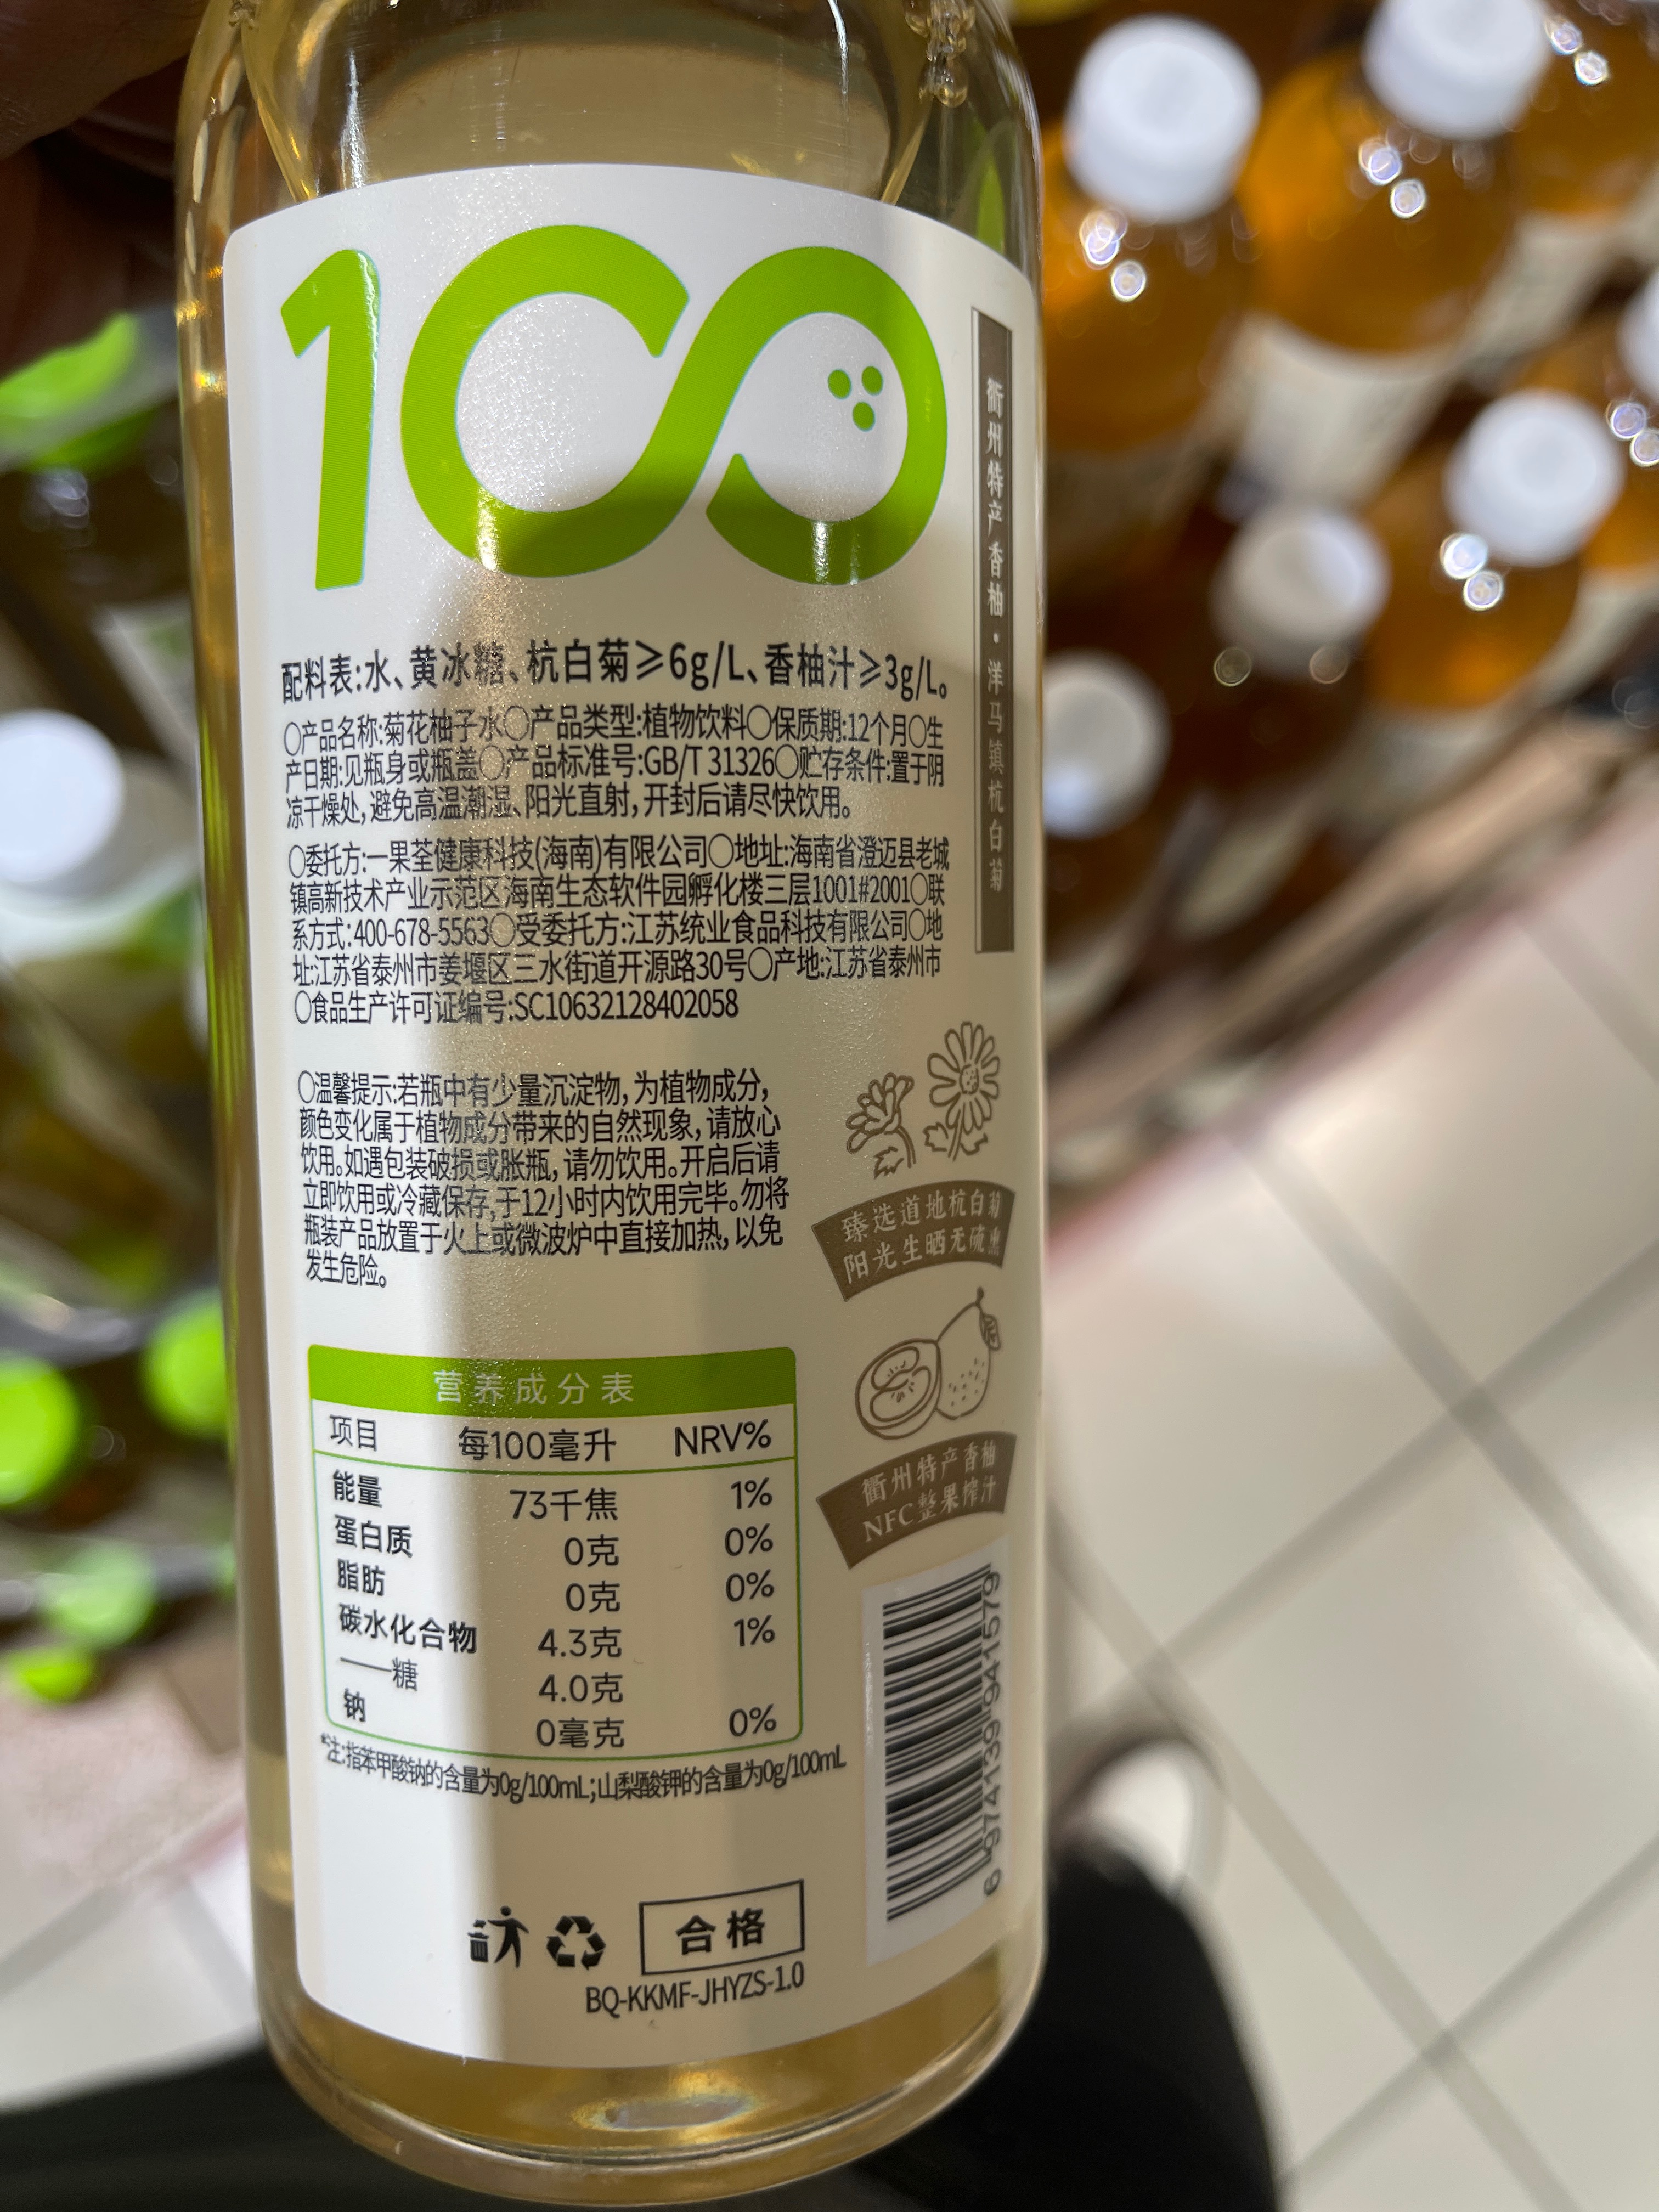 100
配料表:水、黄冰糖、杭白菊≥6g/L、香柚汁≥3g/L。
○产品名称:菊花柚子水○产品类型:植物饮料○保质期:12个月○生
产日期:见瓶身或瓶盖○产品标准号:GB/T 31326○贮存条件:置于阴
凉干燥处,避免高温潮湿、阳光直射,开封后请尽快饮用。
○委托方:一果荃健康科技(海南)有限公司○地址:海南省澄迈县老城
镇高新技术产业示范区海南生态软件园孵化楼三层1001#2001○联
系方式:400-678-5563○受委托方:江苏统业食品科技有限公司○地
址:江苏省泰州市姜堰区三水街道开源路30号○产地:江苏省泰州市
○食品生产许可证编号:SC10632128402058
○温馨提示:若瓶中有少量沉淀物,为植物成分,
颜色变化属于植物成分带来的自然现象,请放心
饮用。如遇包装破损或胀瓶,请勿饮用。开启后请
立即饮用或冷藏保存,于12小时内饮用完毕。勿将
瓶装产品放置于火上或微波炉中直接加热,以免
发生危险。
营养成分表
项目 每100毫升 NRV%
能量 73千焦 1%
蛋白质 0克 0%
脂肪 0克 0%
碳水化合物 4.3克 1%
——糖 4.0克
钠 0毫克 0%
*注:指苯甲酸钠的含量为0g/100mL;山梨酸钾的含量为0g/100mL
合格
BQ-KKMF-JHYZS-1.0
衢州特产香柚·洋马镇杭白菊
臻选道地杭白菊
阳光生晒无硫熏
衢州特产香柚
NFC整果榨汁
6 974139 941579